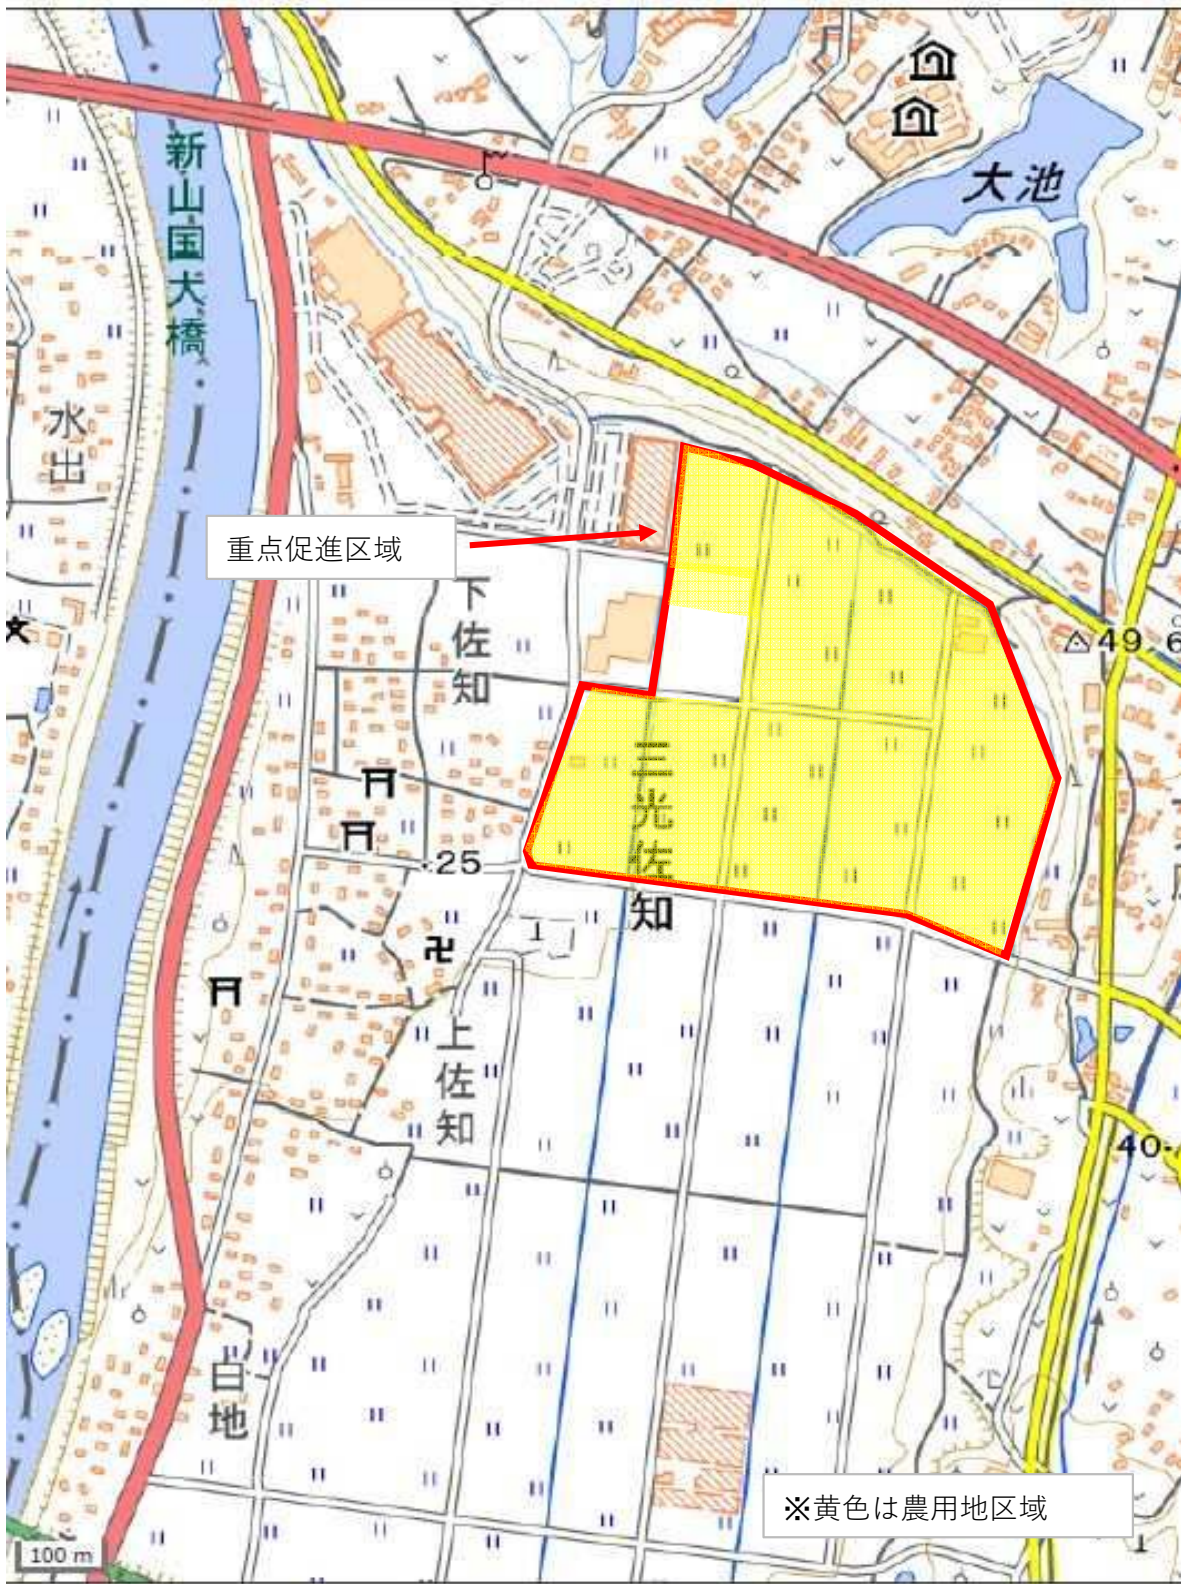 新山国大橋
大池
水出
重点促進区域
下佐知
49.6
三光佐知
25
上佐知
40
白地
※黄色は農用地区域
100 m